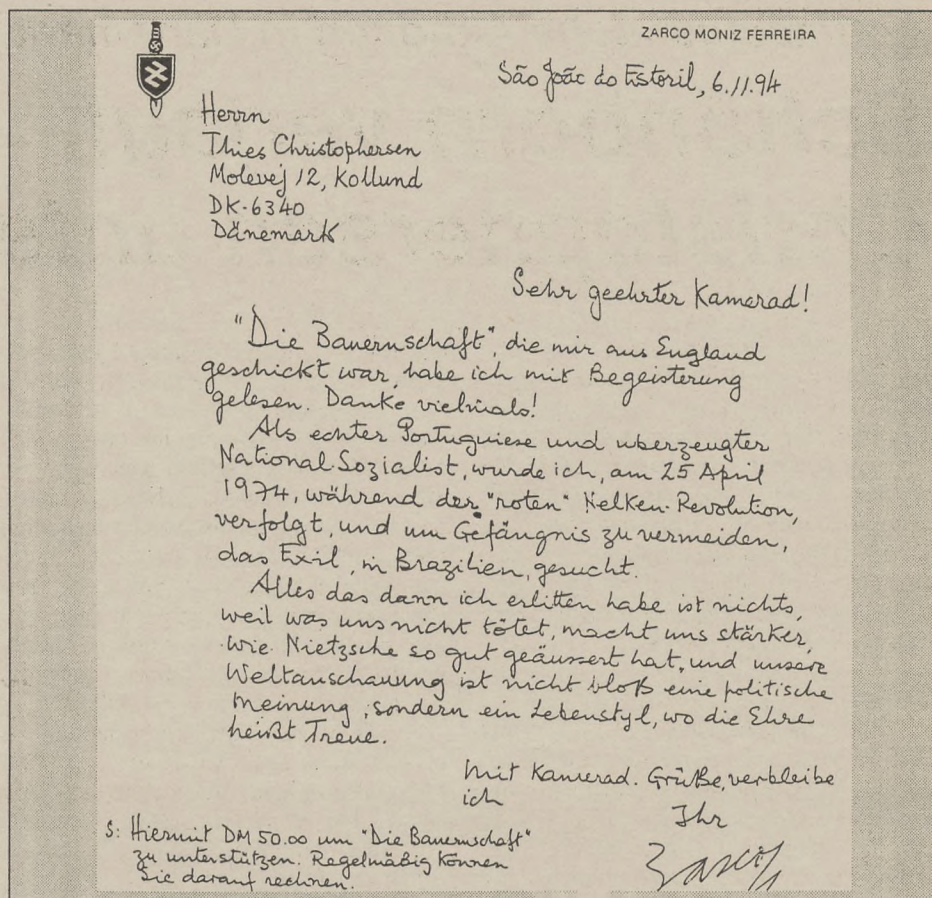 ZARCO MONIZ FERREIRA
São João do Estoril, 6.11.94
Herrn
Thies Christophersen
Molevej 12, Kollund
DK-6340
Dänemark
Sehr geehrter Kamerad!
"Die Bauernschaft", die mir aus England
geschickt war, habe ich mit Begeisterung
gelesen. Danke vielmals!
Als echter Portuguiese und uberzeugter
National-Sozialist, wurde ich, am 25 April
1974, während der "roten" Nelken-Revolution,
verfolgt, und um Gefängnis zu vermeiden,
das Exil, in Brazilien, gesucht.
Alles das dann ich erlitten habe ist nichts,
weil was uns nicht tötet, macht uns stärker,
wie Nietzsche so gut geäussert hat, und unsere
Weltanschauung ist nicht bloß eine politische
Meinung, sondern ein Lebenstyl, wo die Ehre
heißt Treue.
Mit Kamerad. Grüße, verbleibe
ich
Ihr
Zarco
S: Hiermit DM 50.00 um "Die Bauernschaft"
zu unterstützen. Regelmäßig können
Sie darauf rechnen.